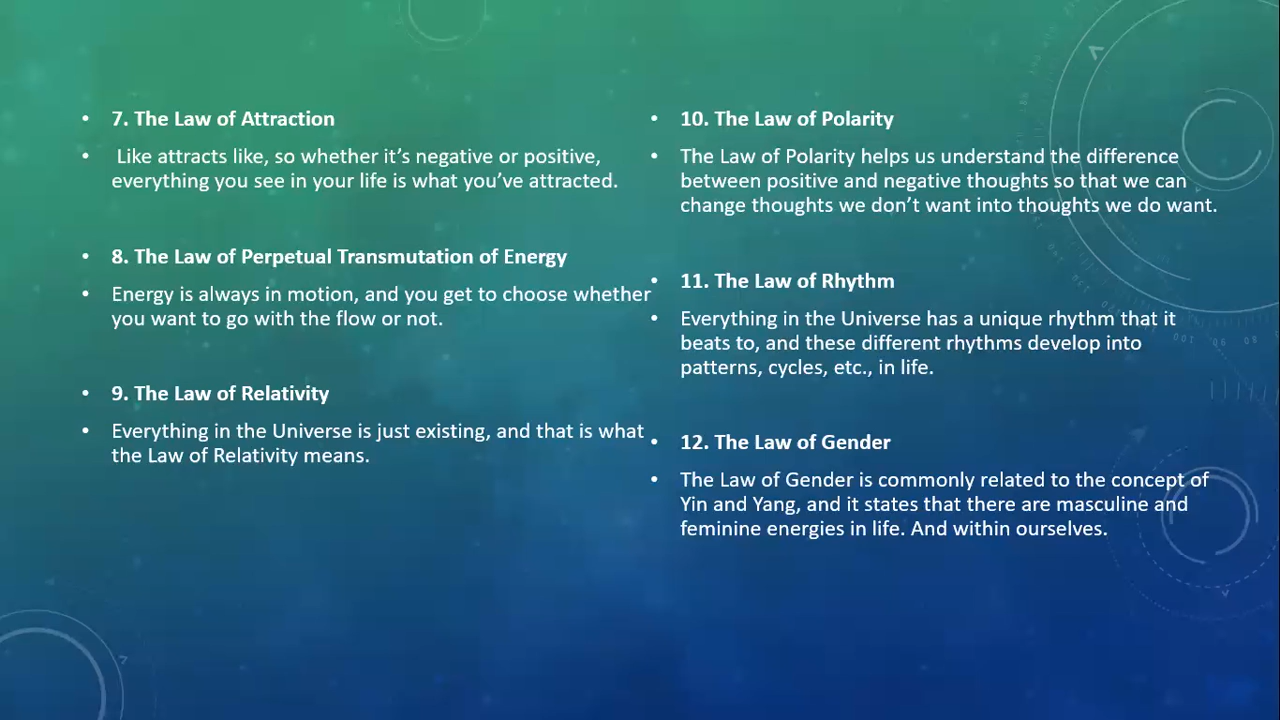 • 7. The Law of Attraction
• Like attracts like, so whether it’s negative or positive,
everything you see in your life is what you’ve attracted.
• 8. The Law of Perpetual Transmutation of Energy
• Energy is always in motion, and you get to choose whether
you want to go with the flow or not.
• 9. The Law of Relativity
• Everything in the Universe is just existing, and that is what
the Law of Relativity means.
• 10. The Law of Polarity
• The Law of Polarity helps us understand the difference
between positive and negative thoughts so that we can
change thoughts we don’t want into thoughts we do want.
• 11. The Law of Rhythm
• Everything in the Universe has a unique rhythm that it
beats to, and these different rhythms develop into
patterns, cycles, etc., in life.
• 12. The Law of Gender
• The Law of Gender is commonly related to the concept of
Yin and Yang, and it states that there are masculine and
feminine energies in life. And within ourselves.